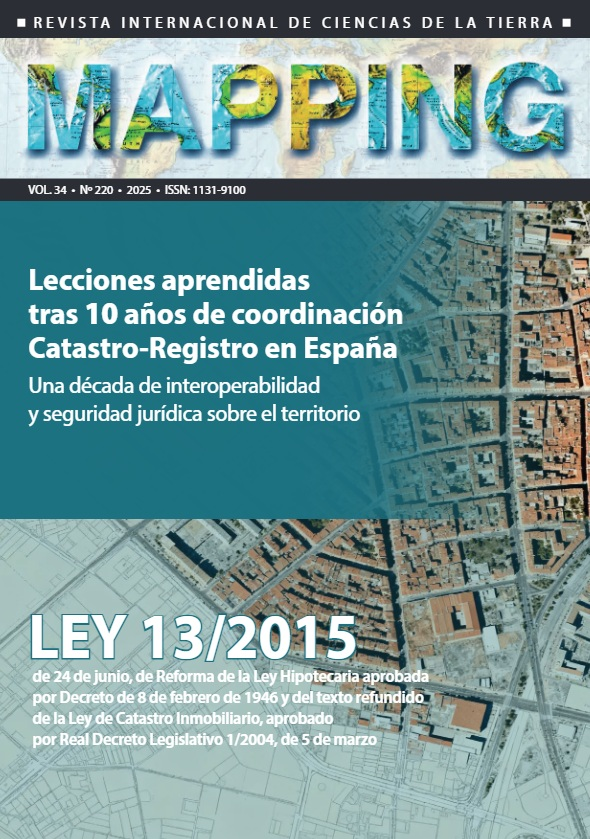 ▪ REVISTA INTERNACIONAL DE CIENCIAS DE LA TIERRA ▪
MAPPING
VOL. 34 • Nº 220 • 2025 • ISSN: 1131-9100
Lecciones aprendidas
tras 10 años de coordinación
Catastro-Registro en España
Una década de interoperabilidad
y seguridad jurídica sobre el territorio
LEY 13/2015
de 24 de junio, de Reforma de la Ley Hipotecaria aprobada
por Decreto de 8 de febrero de 1946 y del texto refundido
de la Ley de Catastro Inmobiliario, aprobado
por Real Decreto Legislativo 1/2004, de 5 de marzo